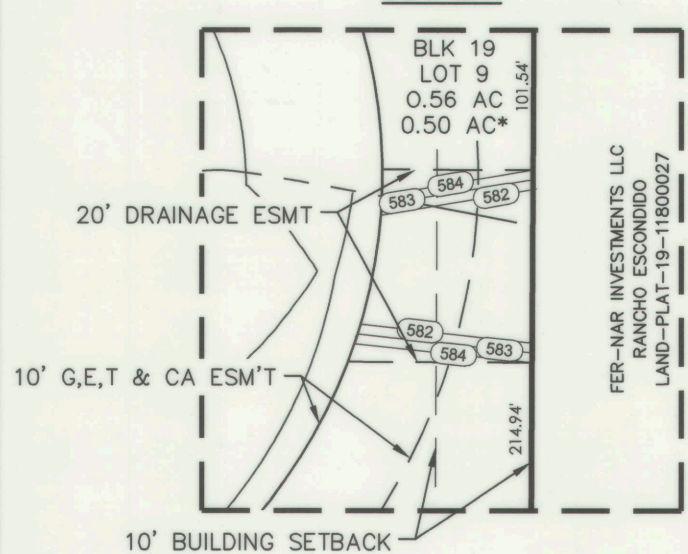 BLK 19
LOT 9
0.56 AC
0.50 AC*
101.54'
20' DRAINAGE ESMT
584
583
582
582
584
583
10' G,E,T & CA ESM'T
214.94'
10' BUILDING SETBACK
FER-NAR INVESTMENTS LLC
RANCHO ESCONDIDO
LAND-PLAT-19-11800027